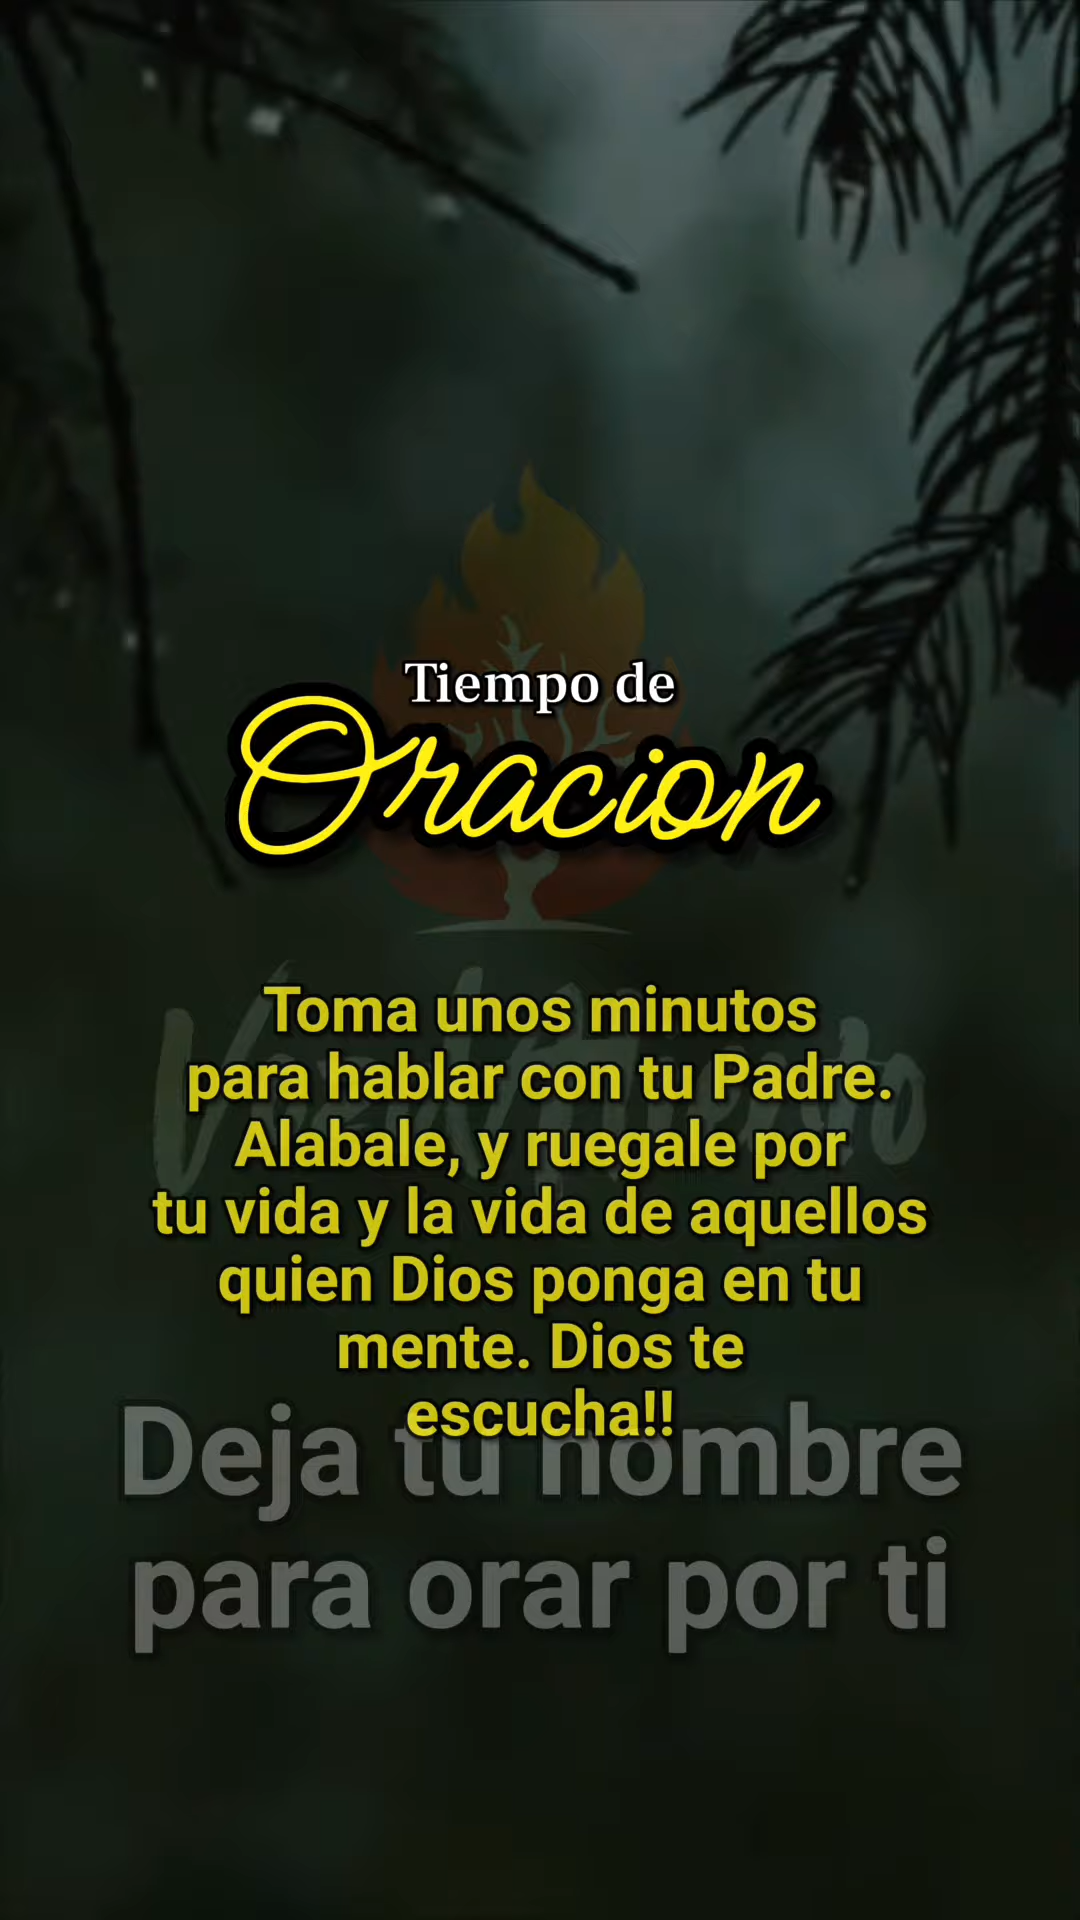 Tiempo de
Oracion
Toma unos minutos
para hablar con tu Padre.
Alabale, y ruegale por
tu vida y la vida de aquellos
quien Dios ponga en tu
mente. Dios te
escucha!!
Deja tu nombre
para orar por ti